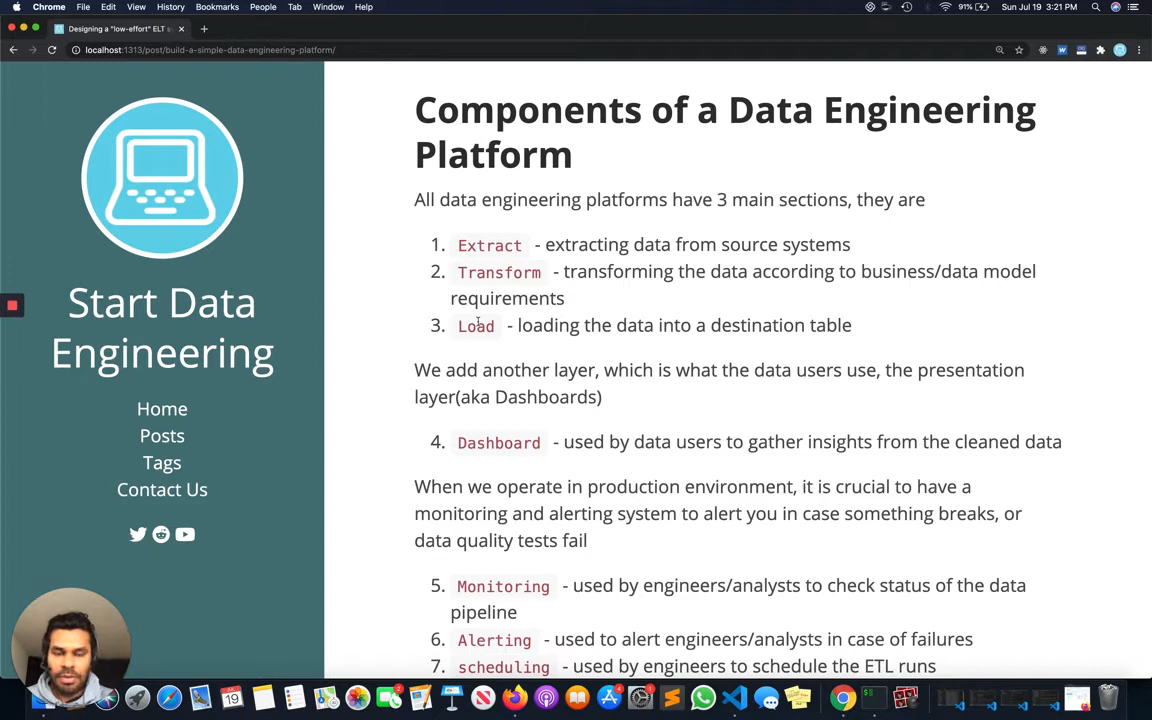 Chrome File Edit View History Bookmarks People Tab Window Help 91% Sun Jul 19 3:21 PM
Designing a "low-effort" ELT s
localhost:1313/post/build-a-simple-data-engineering-platform/
Components of a Data Engineering
Platform
All data engineering platforms have 3 main sections, they are
1. Extract - extracting data from source systems
2. Transform - transforming the data according to business/data model
requirements
3. Load - loading the data into a destination table
We add another layer, which is what the data users use, the presentation
layer(aka Dashboards)
4. Dashboard - used by data users to gather insights from the cleaned data
When we operate in production environment, it is crucial to have a
monitoring and alerting system to alert you in case something breaks, or
data quality tests fail
5. Monitoring - used by engineers/analysts to check status of the data
pipeline
6. Alerting - used to alert engineers/analysts in case of failures
7. scheduling - used by engineers to schedule the ETL runs
Start Data
Engineering
Home
Posts
Tags
Contact Us